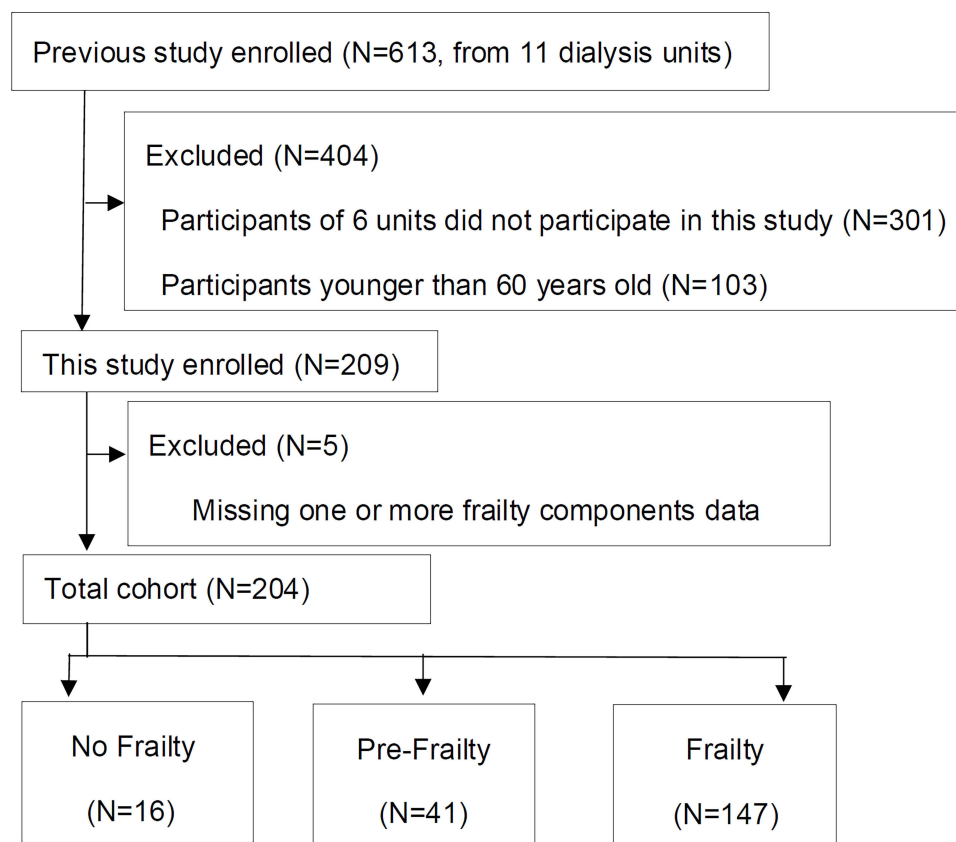 Previous study enrolled (N=613, from 11 dialysis units)
Excluded (N=404)
Participants of 6 units did not participate in this study (N=301)
Participants younger than 60 years old (N=103)
This study enrolled (N=209)
Excluded (N=5)
Missing one or more frailty components data
Total cohort (N=204)
No Frailty
(N=16)
Pre-Frailty
(N=41)
Frailty
(N=147)